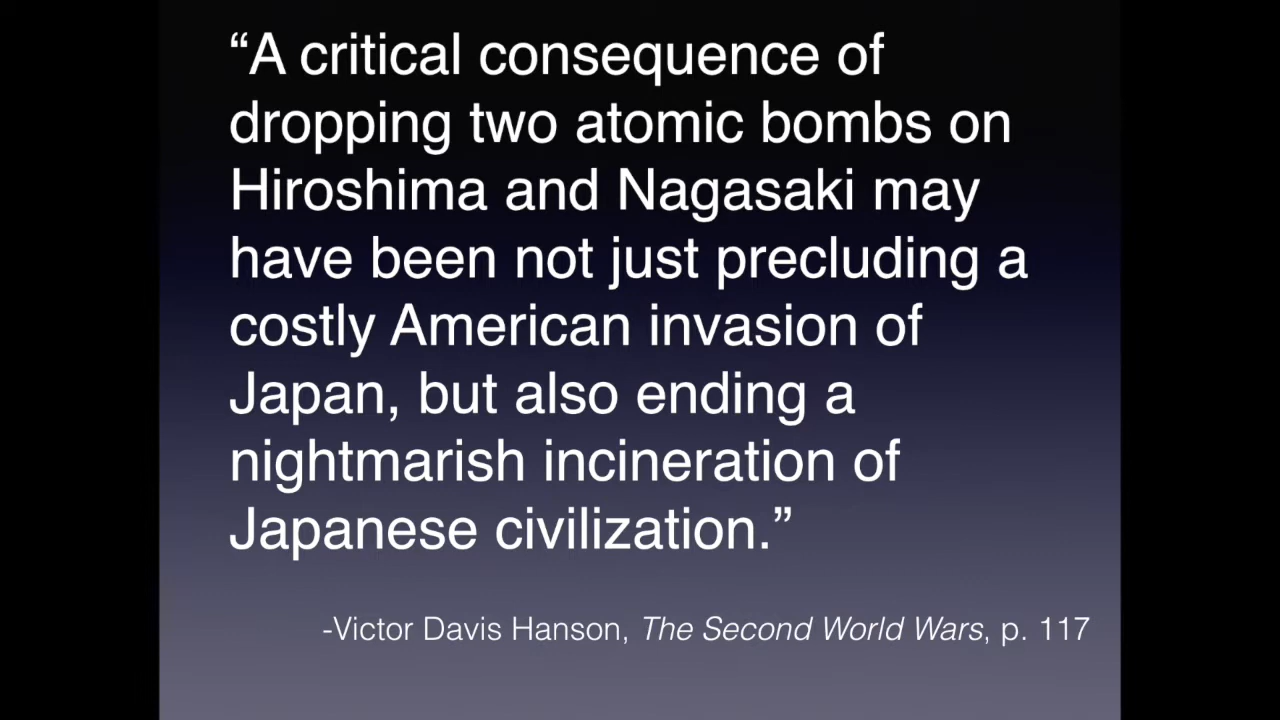 “A critical consequence of
dropping two atomic bombs on
Hiroshima and Nagasaki may
have been not just precluding a
costly American invasion of
Japan, but also ending a
nightmarish incineration of
Japanese civilization.”
-Victor Davis Hanson, The Second World Wars, p. 117